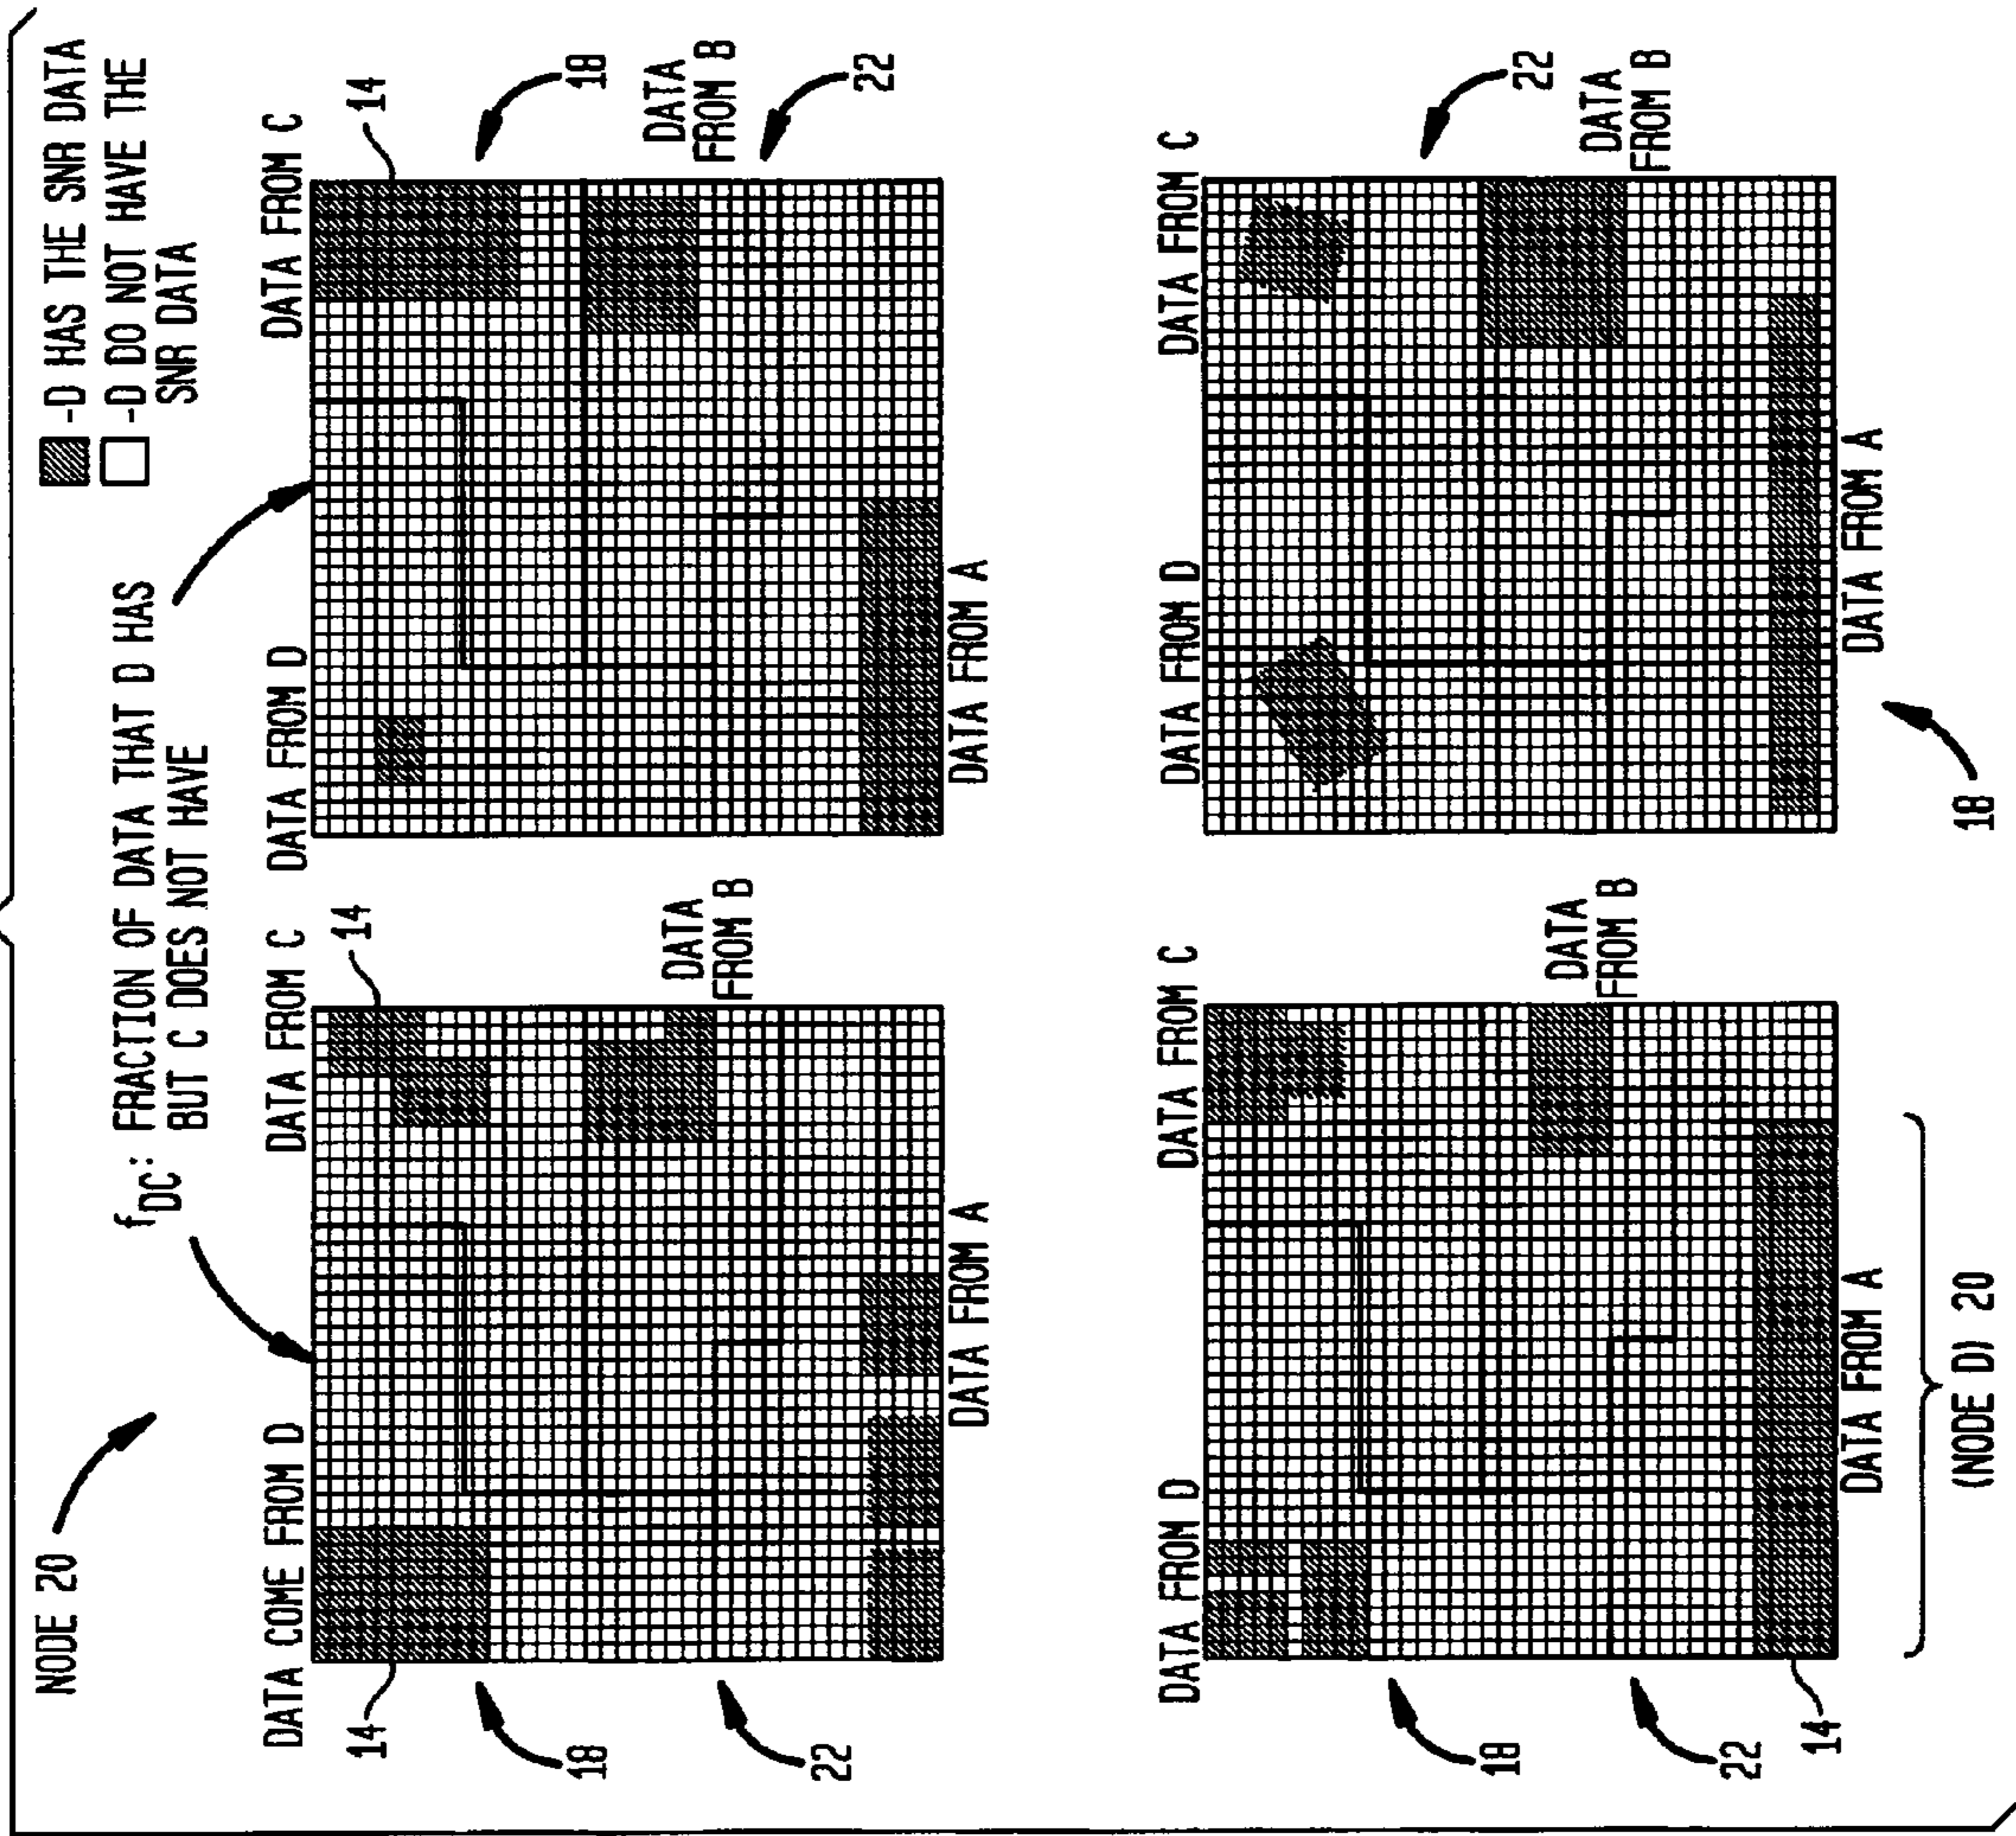 NODE 20
-D HAS THE SNR DATA
-D DO NOT HAVE THE
SNR DATA
fDC: FRACTION OF DATA THAT D HAS
BUT C DOES NOT HAVE
DATA COME FROM D
DATA FROM C
14
14
18
22
DATA
FROM B
DATA FROM A
DATA FROM D
DATA FROM C
14
18
DATA
FROM B
22
DATA FROM A
DATA FROM D
DATA FROM C
18
22
14
DATA
FROM B
DATA FROM A
(NODE D) 20
DATA FROM D
DATA FROM C
22
DATA
FROM B
DATA FROM A
18